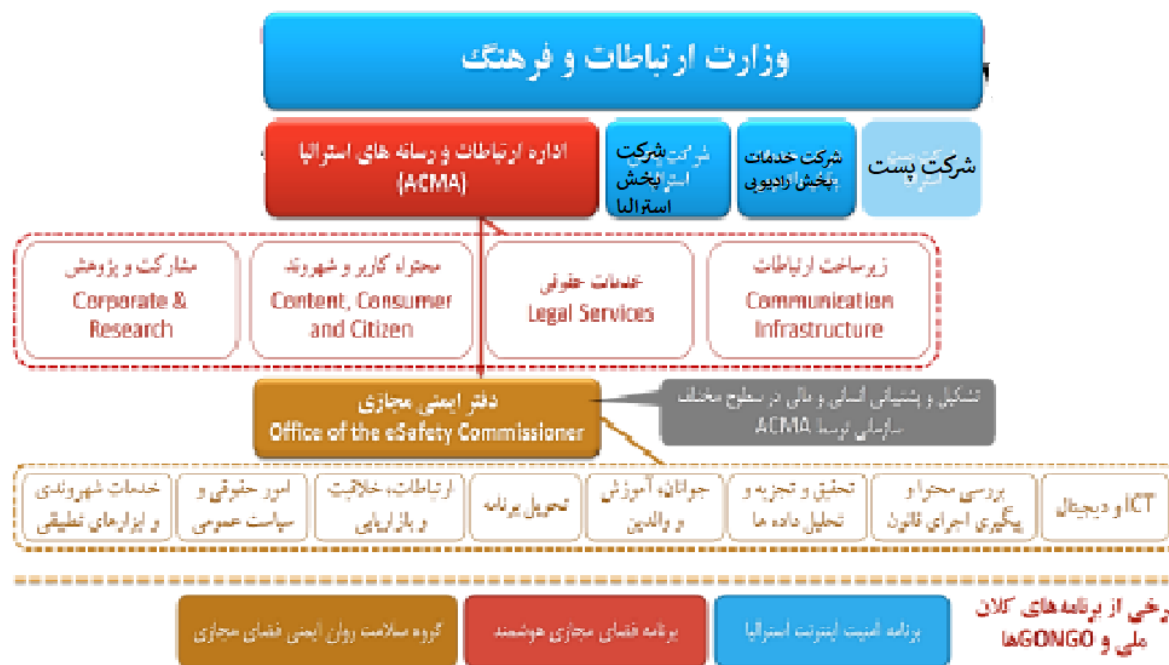 وزارت ارتباطات و فرهنگ
اداره ارتباطات و رسانه های استرالیا
(ACMA)
شرکت
پخش
استرالیا
شرکت خدمات
پخش رادیویی
شرکت پست
مشارکت و پژوهش
Corporate &
Research
محتوا، کاربر و شهروند
Content, Consumer
and Citizen
خدمات حقوقی
Legal Services
زیرساخت ارتباطات
Communication
Infrastructure
دفتر ایمنی مجازی
Office of the eSafety Commissioner
تشکیل و پشتیبانی انسانی و مالی در سطوح مختلف
سازمانی توسط ACMA
خدمات شهروندی
و ابزارهای تطبیقی
امور حقوقی و
سیاست عمومی
ارتباطات، خلاقیت
و بازاریابی
تحویل برنامه
جوانان، آموزش
و والدین
تحقیق و تجزیه و
تحلیل داده ها
بررسی محتوا و
پیگیری اجرای قانون
ICT و دیجیتال
گروه سلامت روان ایمنی فضای مجازی
برنامه فضای مجازی هوشمند
برنامه امنیت اینترنت استرالیا
برخی از برنامه‌های کلان
ملی و GONGOها